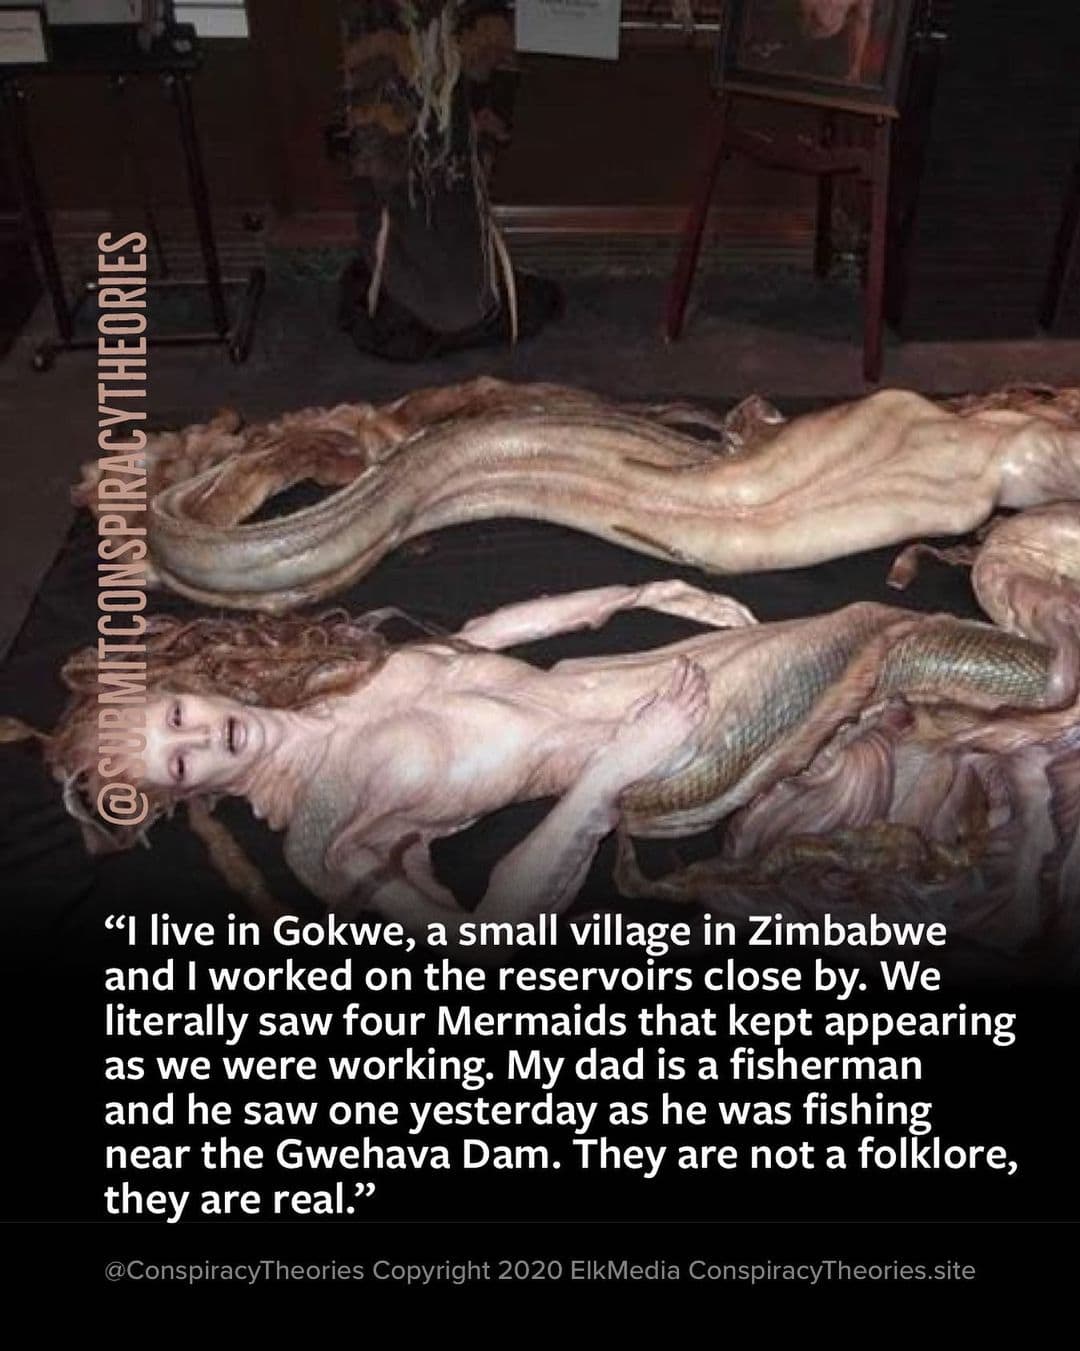 @SUBMITCONSPIRACYTHEORIES
“I live in Gokwe, a small village in Zimbabwe
and I worked on the reservoirs close by. We
literally saw four Mermaids that kept appearing
as we were working. My dad is a fisherman
and he saw one yesterday as he was fishing
near the Gwehava Dam. They are not a folklore,
they are real.”
@ConspiracyTheories Copyright 2020 ElkMedia ConspiracyTheories.site